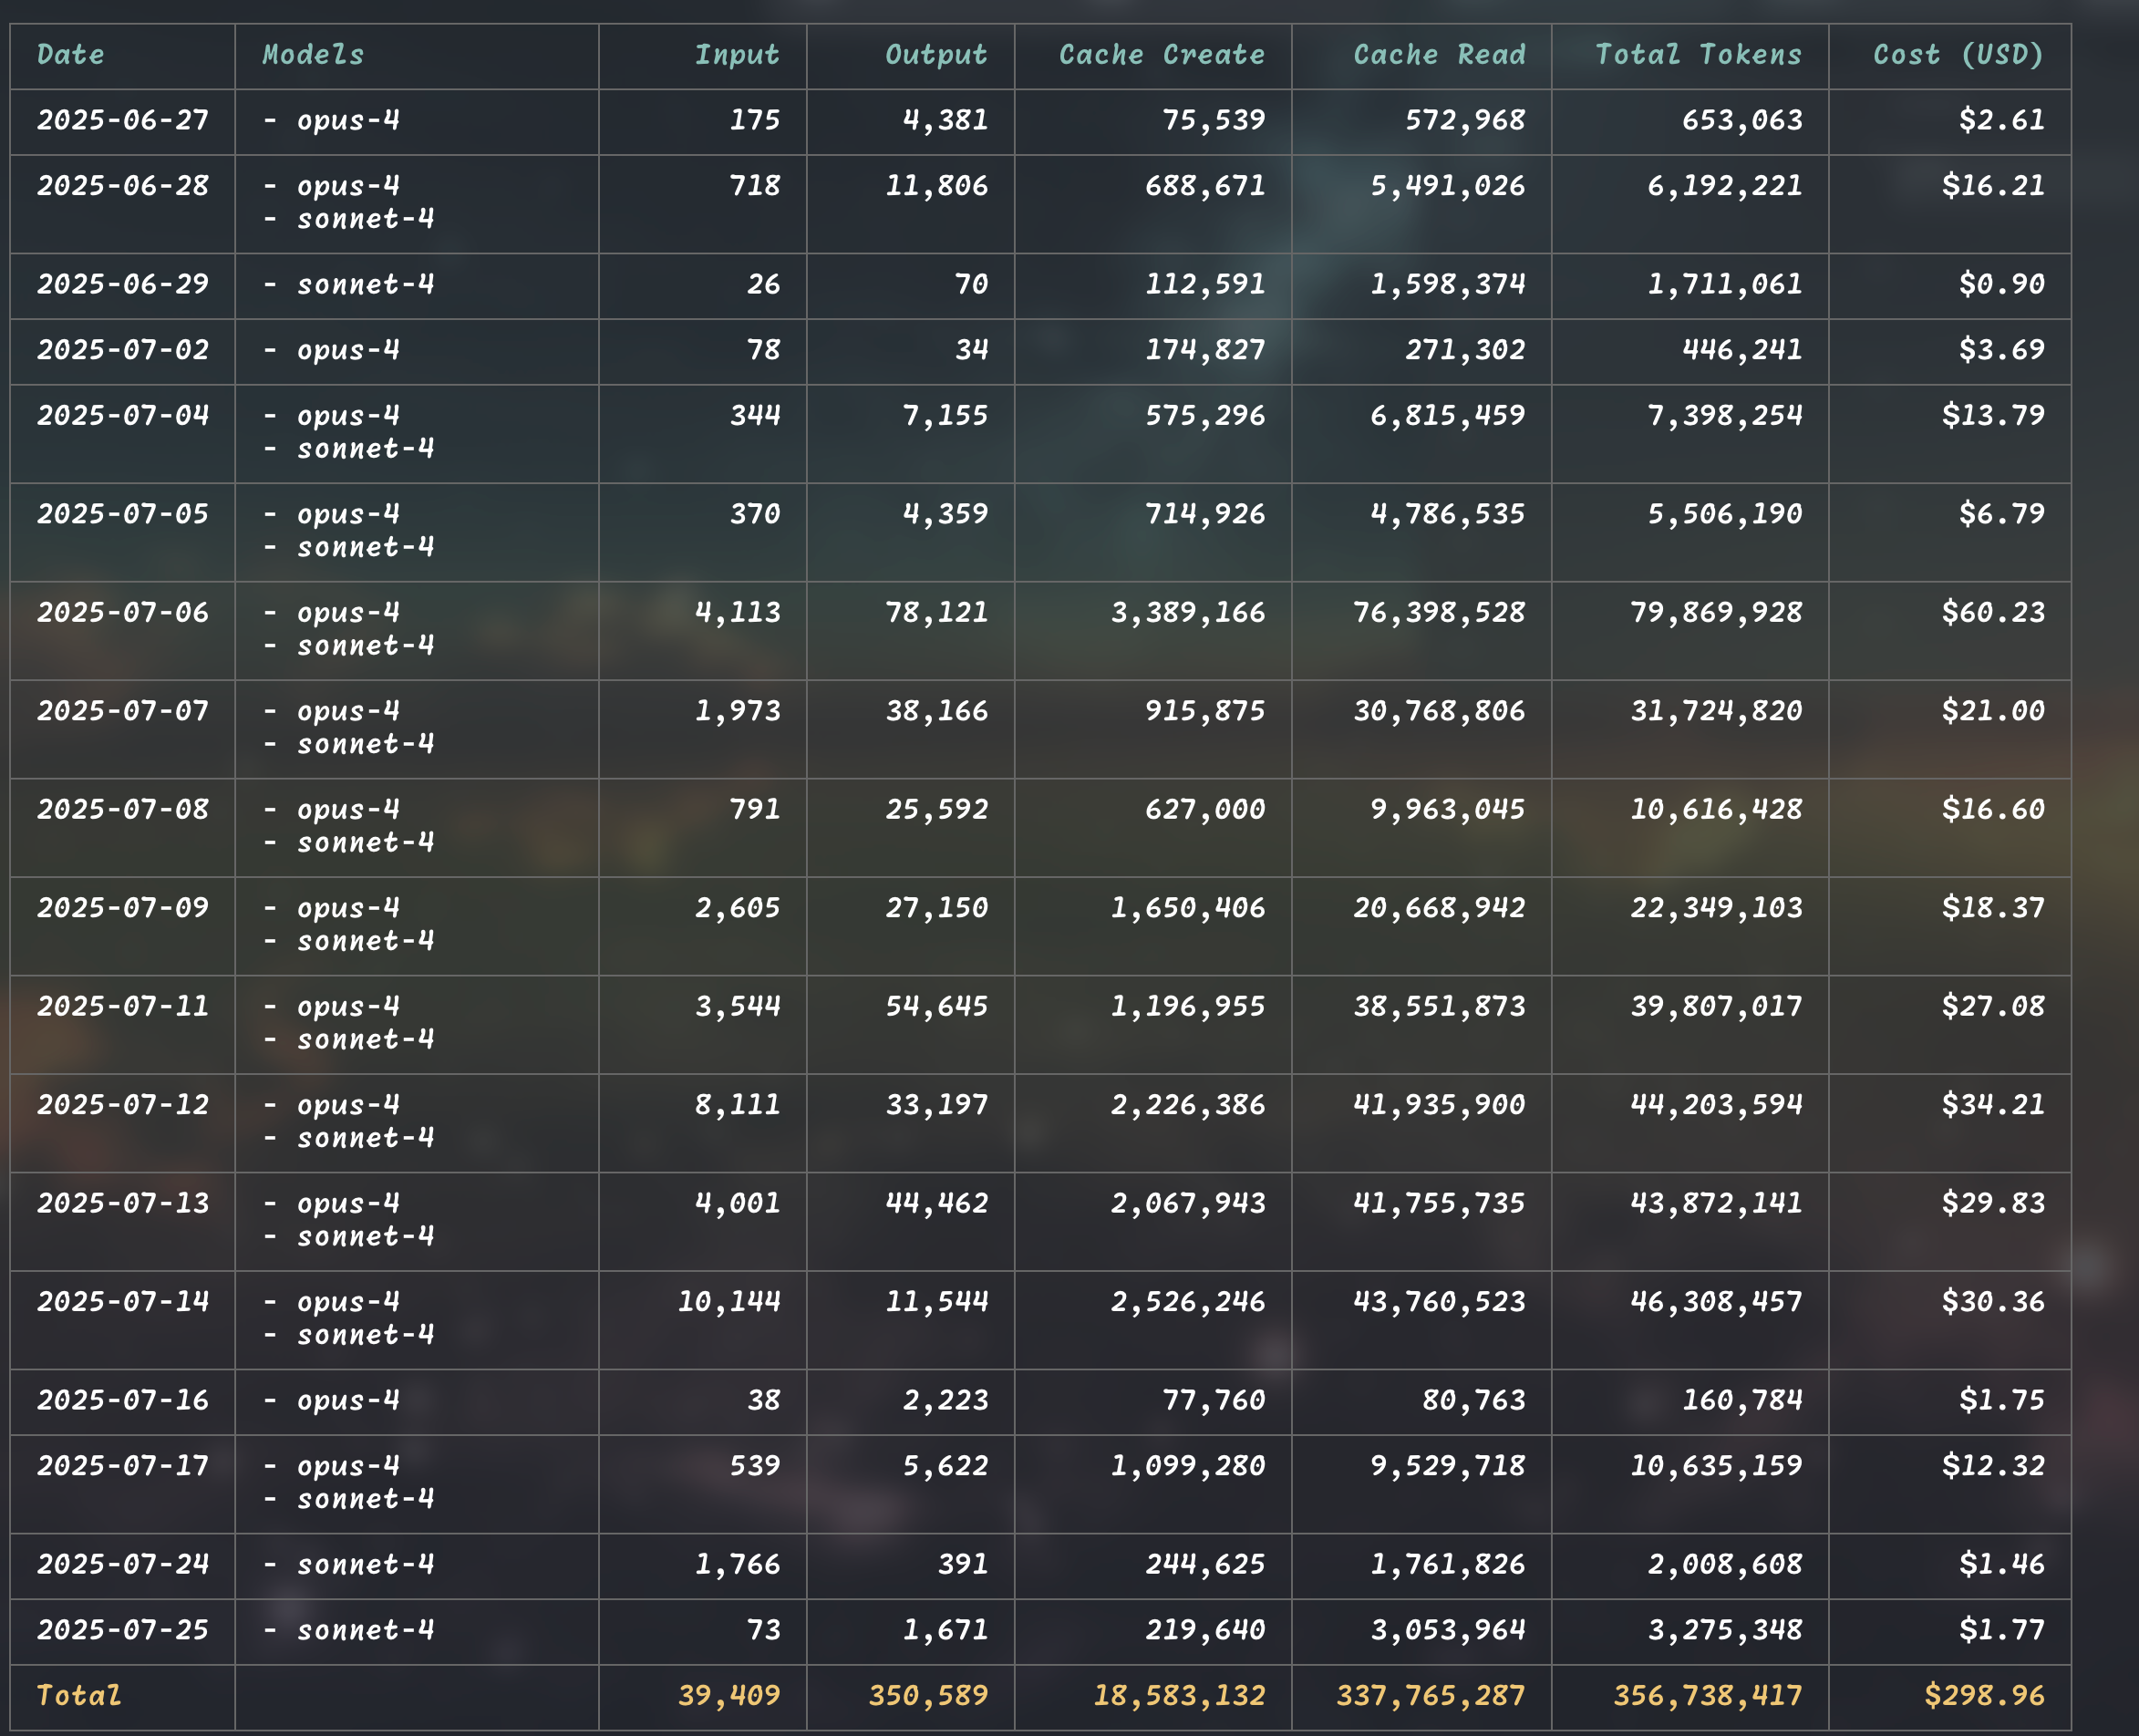 Date Models Input Output Cache Create Cache Read Total Tokens Cost (USD)
2025-06-27 - opus-4 175 4,381 75,539 572,968 653,063 $2.61
2025-06-28 - opus-4 718 11,806 688,671 5,491,026 6,192,221 $16.21
- sonnet-4
2025-06-29 - sonnet-4 26 70 112,591 1,598,374 1,711,061 $0.90
2025-07-02 - opus-4 78 34 174,827 271,302 446,241 $3.69
2025-07-04 - opus-4 344 7,155 575,296 6,815,459 7,398,254 $13.79
- sonnet-4
2025-07-05 - opus-4 370 4,359 714,926 4,786,535 5,506,190 $6.79
- sonnet-4
2025-07-06 - opus-4 4,113 78,121 3,389,166 76,398,528 79,869,928 $60.23
- sonnet-4
2025-07-07 - opus-4 1,973 38,166 915,875 30,768,806 31,724,820 $21.00
- sonnet-4
2025-07-08 - opus-4 791 25,592 627,000 9,963,045 10,616,428 $16.60
- sonnet-4
2025-07-09 - opus-4 2,605 27,150 1,650,406 20,668,942 22,349,103 $18.37
- sonnet-4
2025-07-11 - opus-4 3,544 54,645 1,196,955 38,551,873 39,807,017 $27.08
- sonnet-4
2025-07-12 - opus-4 8,111 33,197 2,226,386 41,935,900 44,203,594 $34.21
- sonnet-4
2025-07-13 - opus-4 4,001 44,462 2,067,943 41,755,735 43,872,141 $29.83
- sonnet-4
2025-07-14 - opus-4 10,144 11,544 2,526,246 43,760,523 46,308,457 $30.36
- sonnet-4
2025-07-16 - opus-4 38 2,223 77,760 80,763 160,784 $1.75
2025-07-17 - opus-4 539 5,622 1,099,280 9,529,718 10,635,159 $12.32
- sonnet-4
2025-07-24 - sonnet-4 1,766 391 244,625 1,761,826 2,008,608 $1.46
2025-07-25 - sonnet-4 73 1,671 219,640 3,053,964 3,275,348 $1.77
Total 39,409 350,589 18,583,132 337,765,287 356,738,417 $298.96